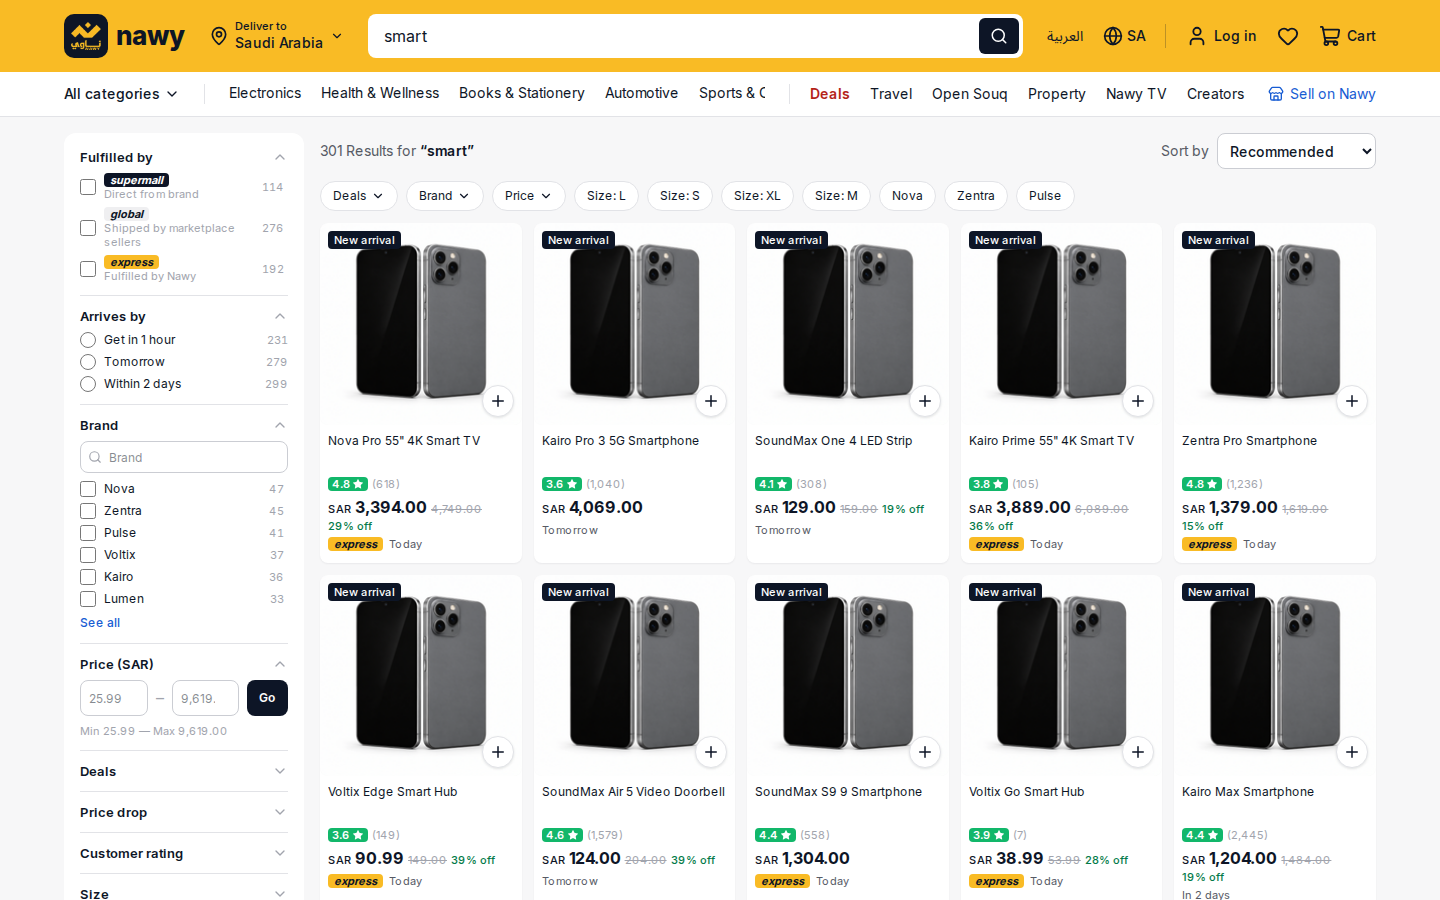 نـاوي
NAWY
nawy
Deliver to
Saudi Arabia
smart
العربية
SA
Log in
Cart
All categories
Electronics
Health & Wellness
Books & Stationery
Automotive
Sports & O
Deals
Travel
Open Souq
Property
Nawy TV
Creators
Sell on Nawy
Fulfilled by
supermall
Direct from brand
114
global
Shipped by marketplace
sellers
276
express
Fulfilled by Nawy
192
Arrives by
Get in 1 hour 231
Tomorrow 279
Within 2 days 299
Brand
Brand
Nova 47
Zentra 45
Pulse 41
Voltix 37
Kairo 36
Lumen 33
See all
Price (SAR)
25.99 — 9,619. Go
Min 25.99 — Max 9,619.00
Deals
Price drop
Customer rating
Size
301 Results for “smart”
Sort by Recommended
Deals
Brand
Price
Size: L
Size: S
Size: XL
Size: M
Nova
Zentra
Pulse
New arrival
Nova Pro 55" 4K Smart TV
4.8 (618)
SAR 3,394.00 4,749.00
29% off
express Today
New arrival
Kairo Pro 3 5G Smartphone
3.6 (1,040)
SAR 4,069.00
Tomorrow
New arrival
SoundMax One 4 LED Strip
4.1 (308)
SAR 129.00 159.00 19% off
Tomorrow
New arrival
Kairo Prime 55" 4K Smart TV
3.8 (105)
SAR 3,889.00 6,089.00
36% off
express Today
New arrival
Zentra Pro Smartphone
4.8 (1,236)
SAR 1,379.00 1,619.00
15% off
express Today
New arrival
Voltix Edge Smart Hub
3.6 (149)
SAR 90.99 149.00 39% off
express Today
New arrival
SoundMax Air 5 Video Doorbell
4.6 (1,579)
SAR 124.00 204.00 39% off
Tomorrow
New arrival
SoundMax S9 9 Smartphone
4.4 (558)
SAR 1,304.00
express Today
New arrival
Voltix Go Smart Hub
3.9 (7)
SAR 38.99 53.99 28% off
express Today
New arrival
Kairo Max Smartphone
4.4 (2,445)
SAR 1,204.00 1,484.00
19% off
In 2 days